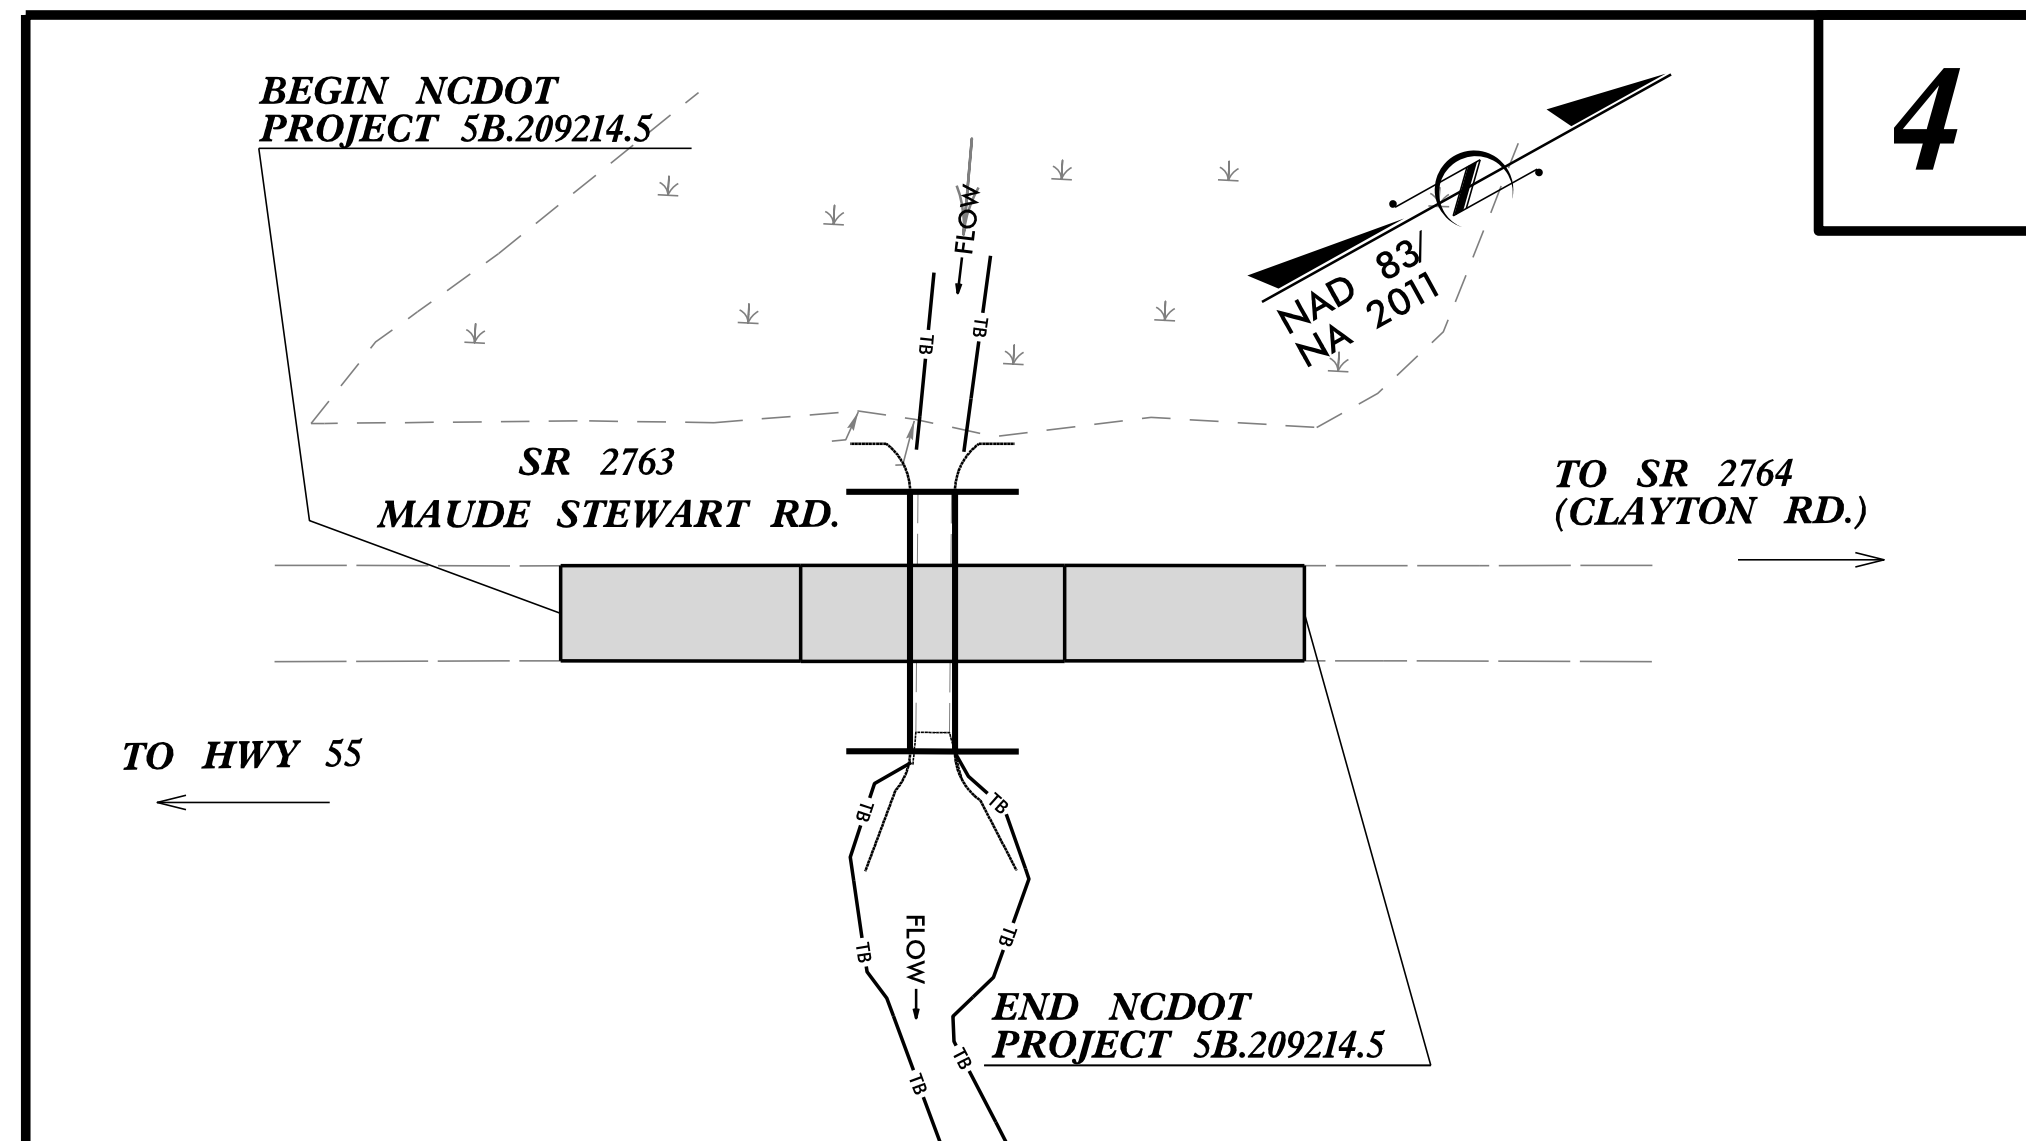 4
BEGIN NCDOT
PROJECT 5B.209214.5
FLOW
NAD 83/
NA 2011
TB
TB
SR 2763
MAUDE STEWART RD.
TO SR 2764
(CLAYTON RD.)
TO HWY 55
TB
TB
FLOW
TB
TB
END NCDOT
PROJECT 5B.209214.5
TB
TB